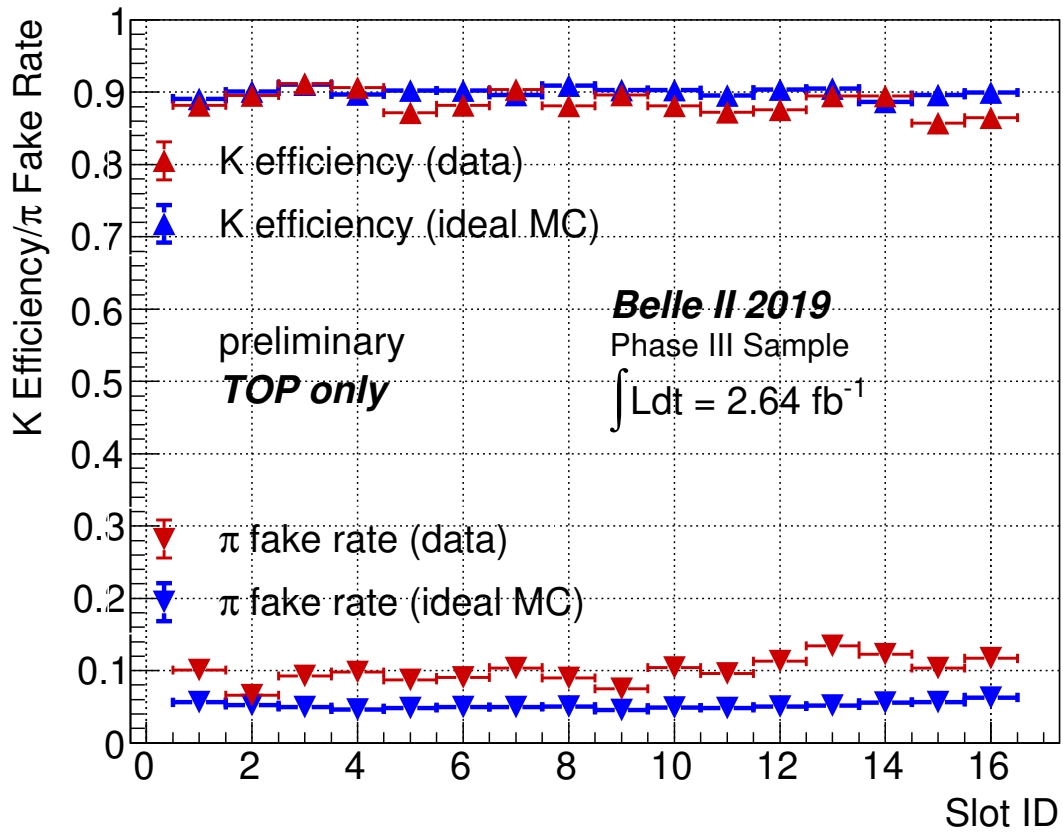 K Efficiency/π Fake Rate
1
0.9
0.8
0.7
0.6
0.5
0.4
0.3
0.2
0.1
0
K efficiency (data)
K efficiency (ideal MC)
preliminary
TOP only
Belle II 2019
Phase III Sample
∫Ldt = 2.64 fb⁻¹
π fake rate (data)
π fake rate (ideal MC)
0 2 4 6 8 10 12 14 16
Slot ID